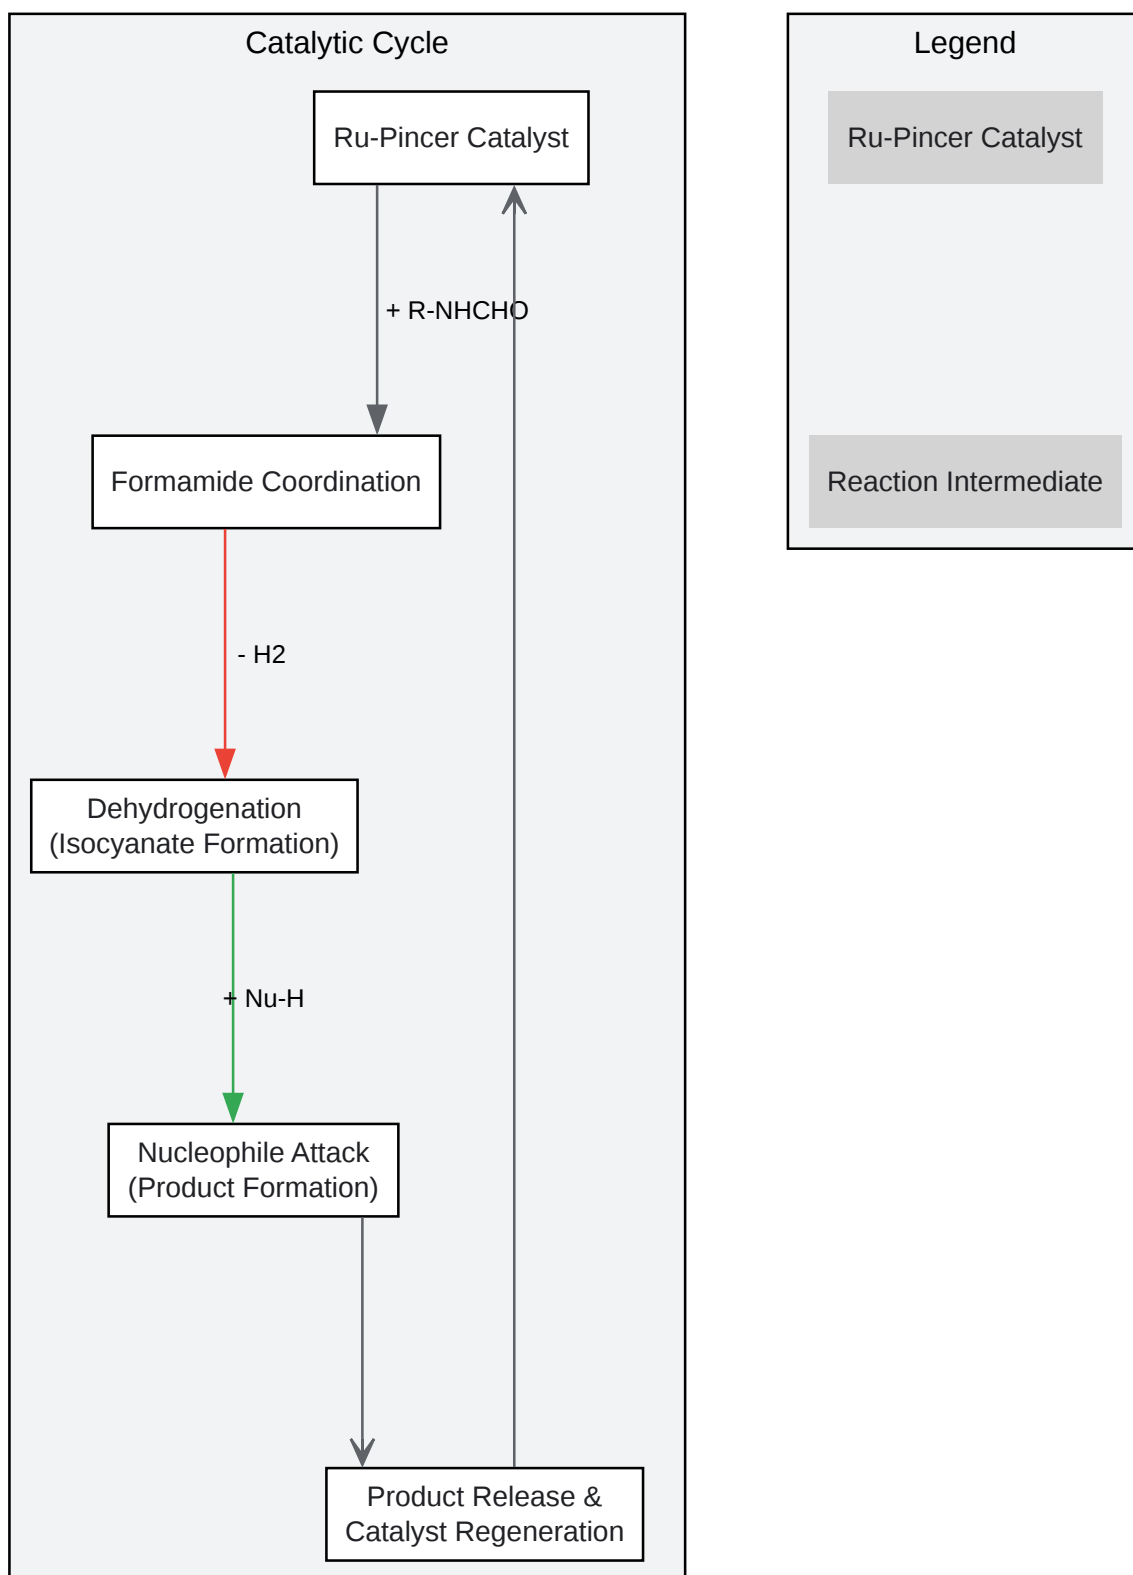 Catalytic Cycle
Ru-Pincer Catalyst
+ R-NHCHO
Formamide Coordination
- H2
Dehydrogenation
(Isocyanate Formation)
+ Nu-H
Nucleophile Attack
(Product Formation)
Product Release &
Catalyst Regeneration
Legend
Ru-Pincer Catalyst
Reaction Intermediate